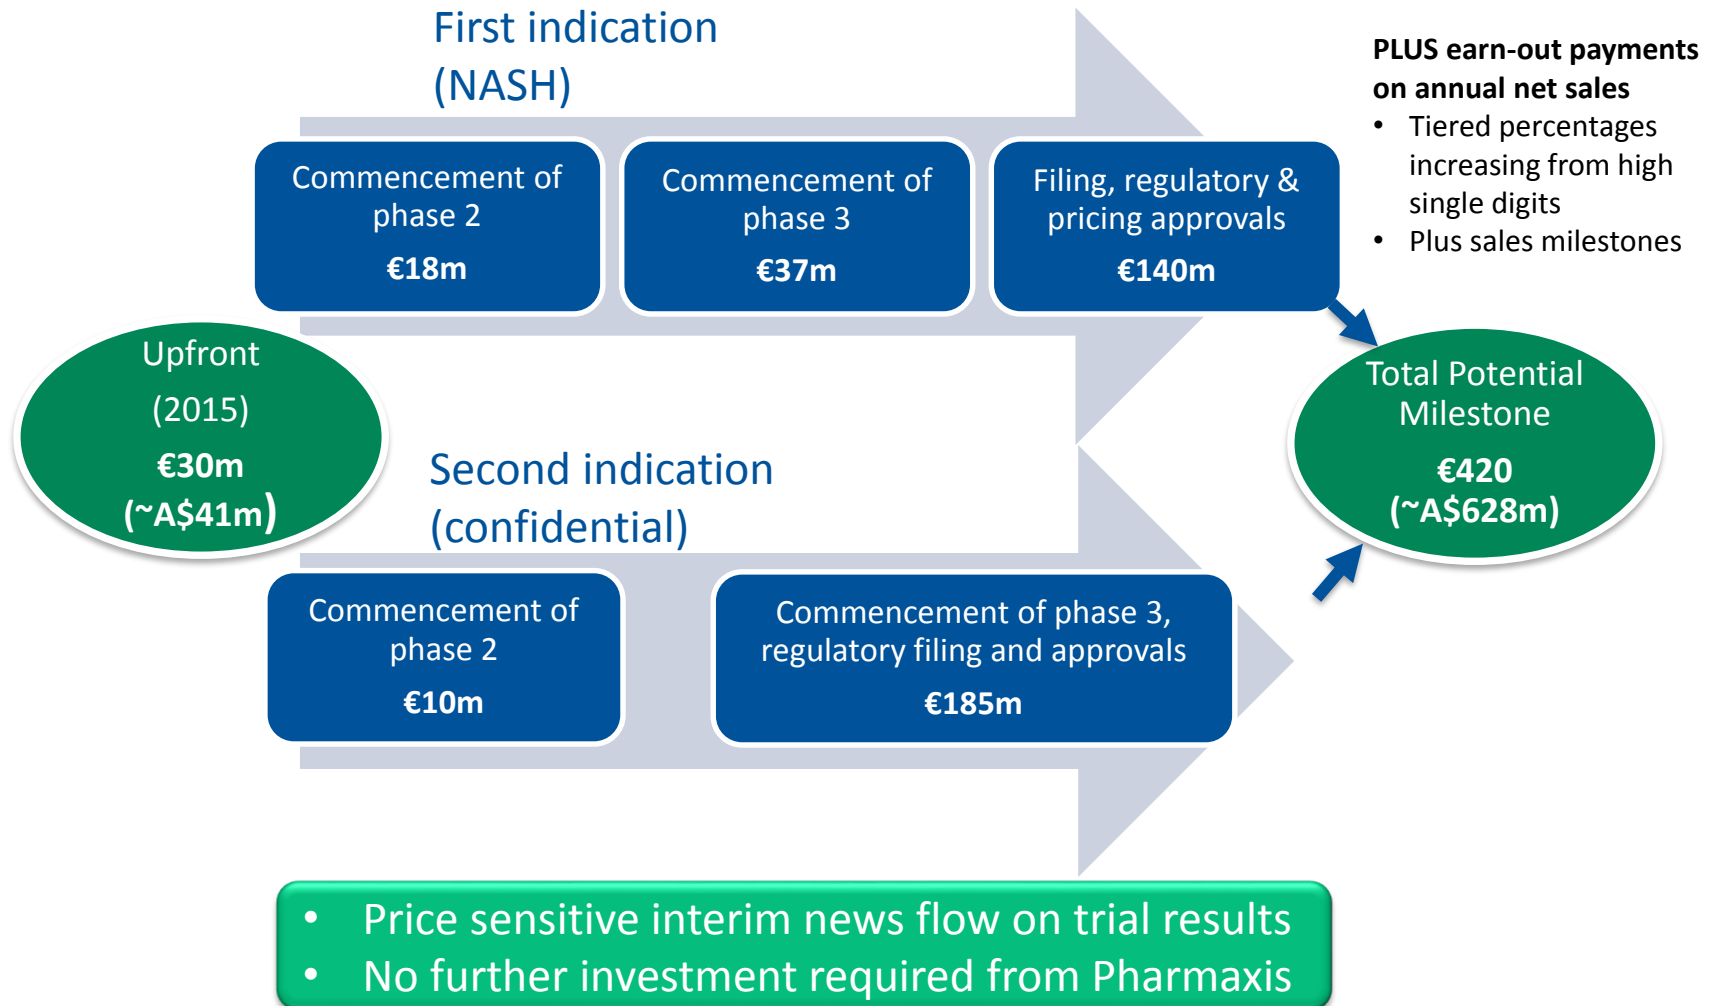 First indication
(NASH)
PLUS earn-out payments
on annual net sales
• Tiered percentages
increasing from high
single digits
• Plus sales milestones
Commencement of
phase 2
€18m
Commencement of
phase 3
€37m
Filing, regulatory &
pricing approvals
€140m
Upfront
(2015)
€30m
(~A$41m)
Total Potential
Milestone
€420
(~A$628m)
Second indication
(confidential)
Commencement of
phase 2
€10m
Commencement of phase 3,
regulatory filing and approvals
€185m
• Price sensitive interim news flow on trial results
• No further investment required from Pharmaxis